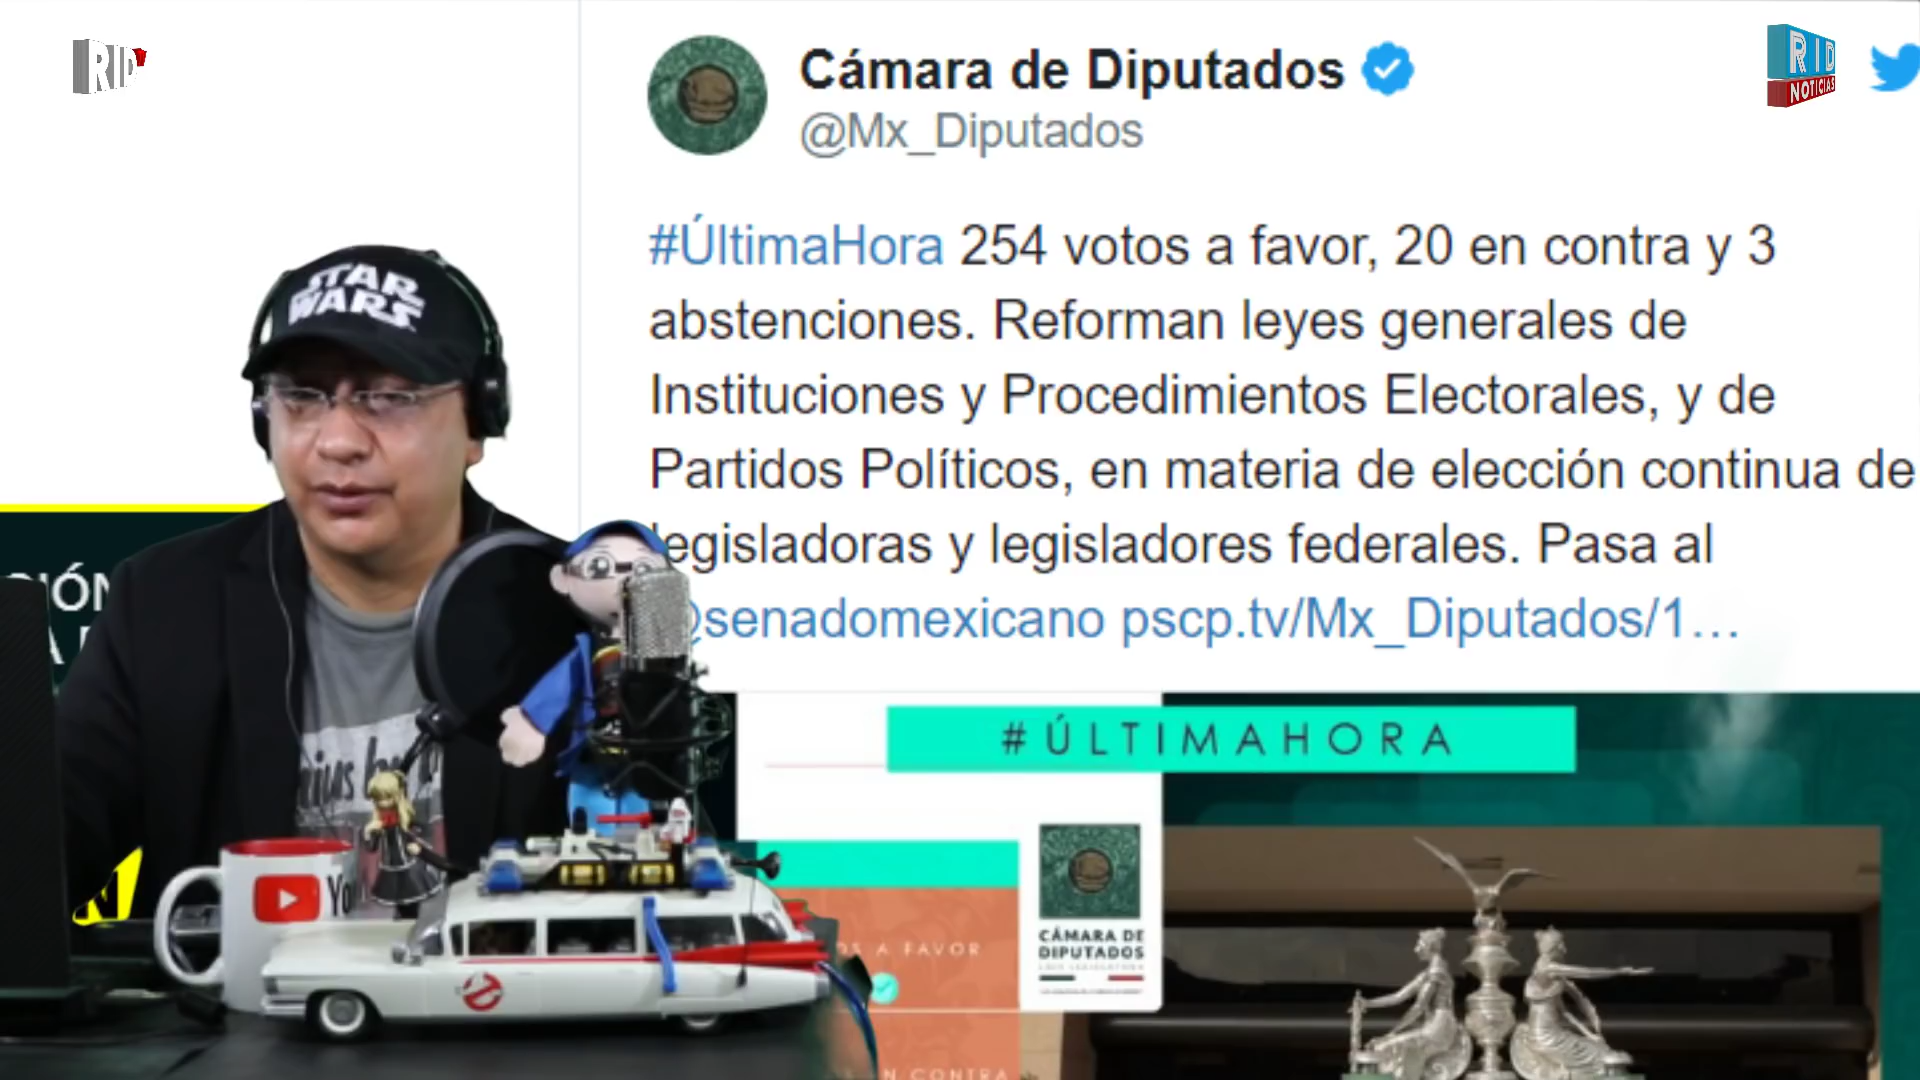 RID
Cámara de Diputados
@Mx_Diputados
RID
NOTICIAS
#ÚltimaHora 254 votos a favor, 20 en contra y 3
abstenciones. Reforman leyes generales de
Instituciones y Procedimientos Electorales, y de
Partidos Políticos, en materia de elección continua de
legisladoras y legisladores federales. Pasa al
@senadomexicano pscp.tv/Mx_Diputados/1…
STAR
WARS
#ÚLTIMAHORA
CÁMARA DE
DIPUTADOS
A FAVOR
CONTRA